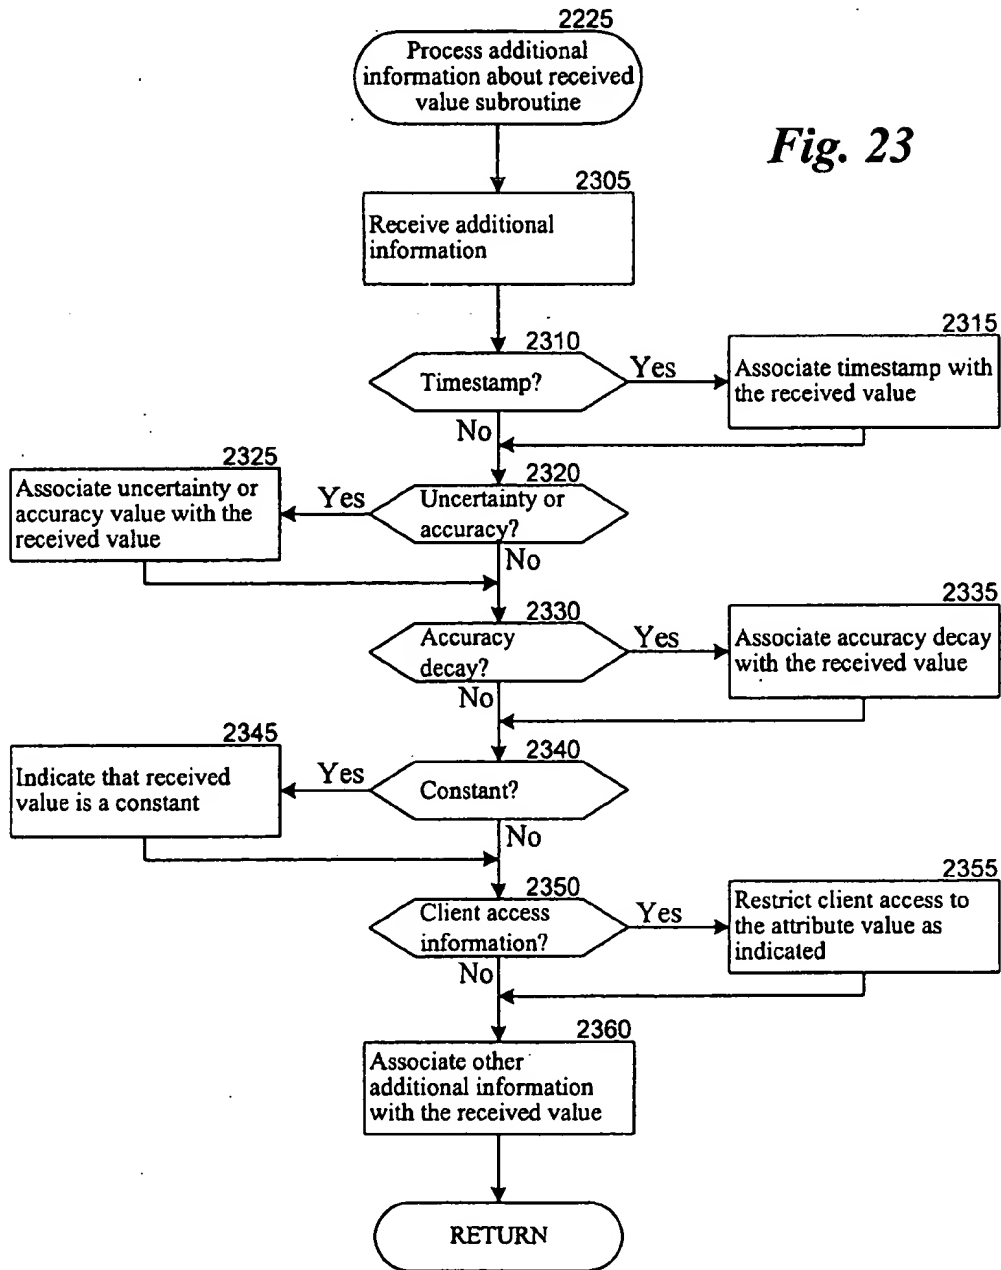 2225
Process additional
information about received
value subroutine
Fig. 23
2305
Receive additional
information
2310
Timestamp?
Yes
No
2315
Associate timestamp with
the received value
2320
Uncertainty or
accuracy?
Yes
No
2325
Associate uncertainty or
accuracy value with the
received value
2330
Accuracy
decay?
Yes
No
2335
Associate accuracy decay
with the received value
2340
Constant?
Yes
No
2345
Indicate that received
value is a constant
2350
Client access
information?
Yes
No
2355
Restrict client access to
the attribute value as
indicated
2360
Associate other
additional information
with the received value
RETURN